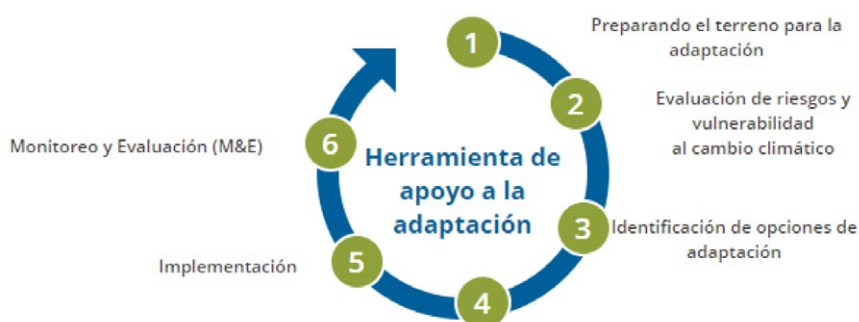 1
Preparando el terreno para la
adaptación
2
Evaluación de riesgos y
vulnerabilidad
al cambio climático
3
Identificación de opciones de
adaptación
4
5
Implementación
6
Monitoreo y Evaluación (M&E)
Herramienta de
apoyo a la
adaptación